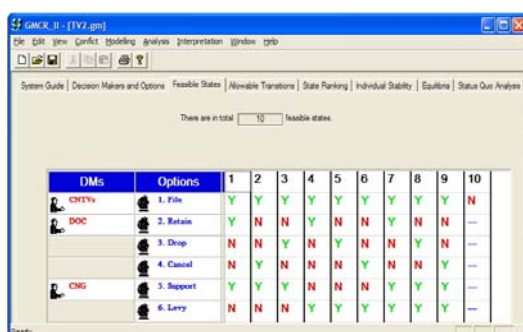 GMCR_II - [TV2.gm]
File Edit View Conflict Modelling Analysis Interpretation Window Help
System Guide Decision Makers and Options Feasible States Allowable Transitions State Ranking Individual Stability Equilibria Status Quo Analysis
There are in total 10 feasible states.
DMs Options 1 2 3 4 5 6 7 8 9 10
CNTVs 1. File Y Y Y Y Y Y Y Y Y N
DOC 2. Retain Y N N Y N N Y N N —
3. Drop N N Y N Y N N Y N —
4. Cancel N Y N N N Y N N Y —
CNG 5. Support Y Y Y N N N Y Y Y —
6. Levy N N N Y Y Y Y Y Y —